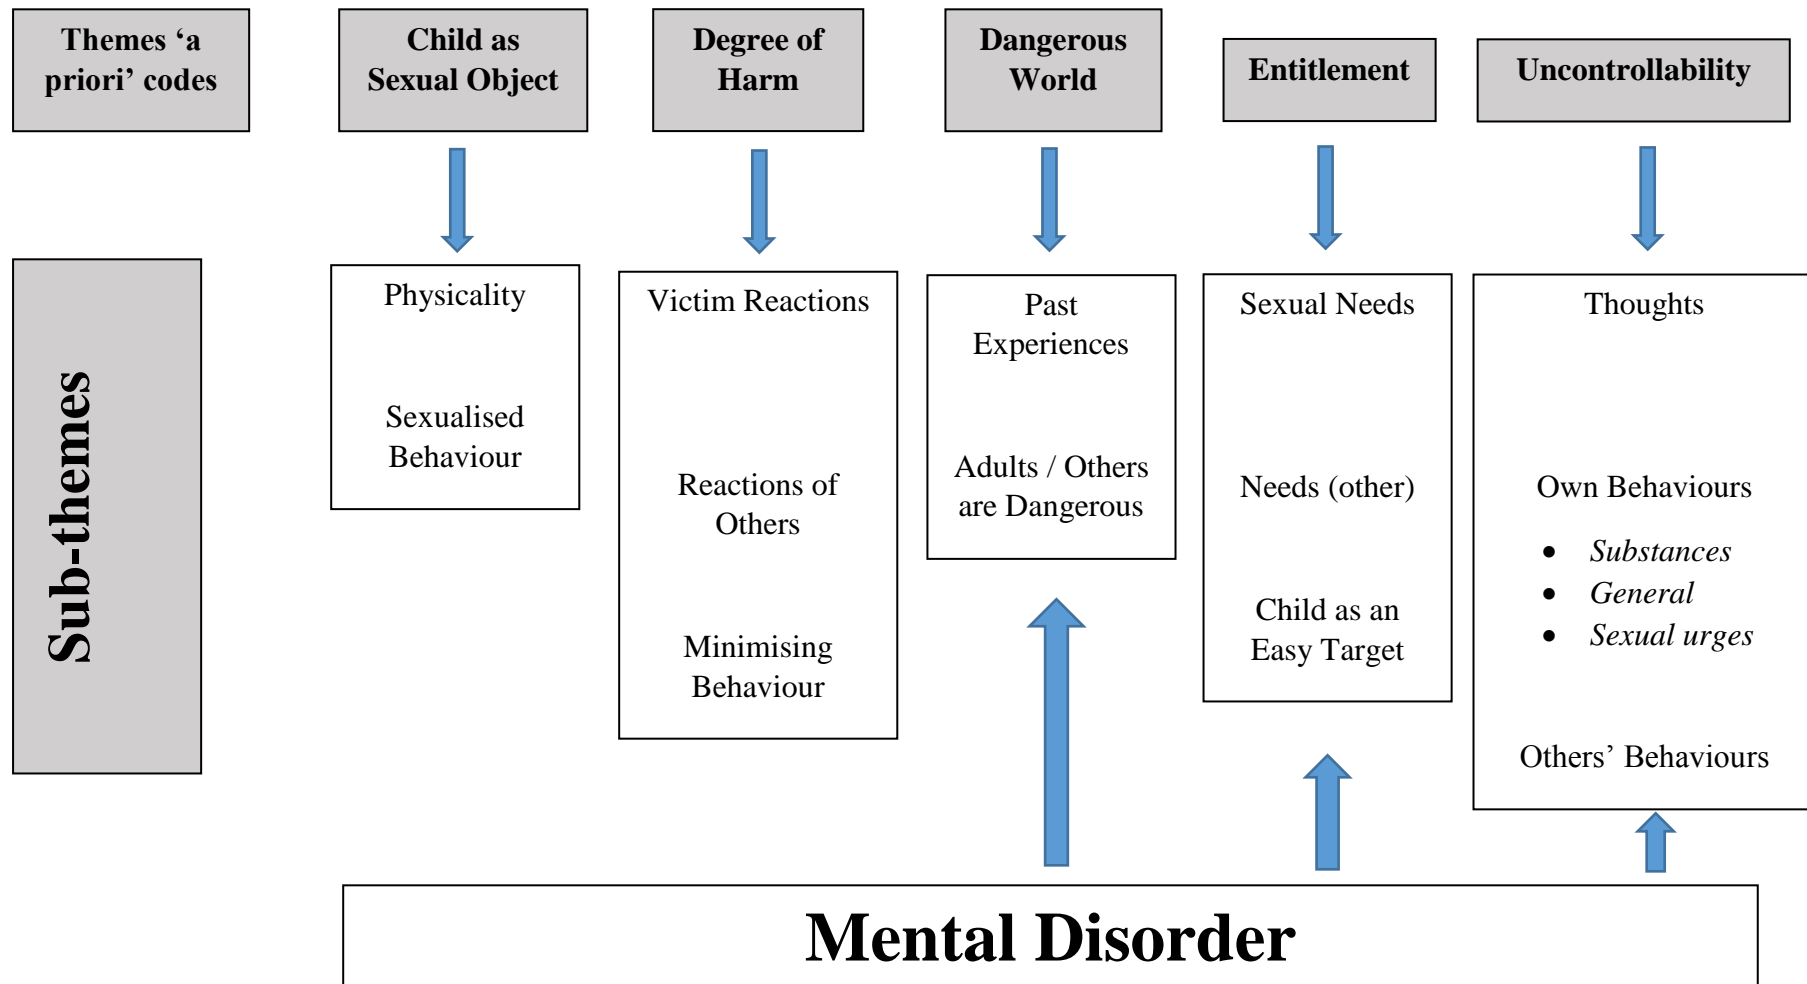 Themes ‘a
priori’ codes
Child as
Sexual Object
Degree of
Harm
Dangerous
World
Entitlement
Uncontrollability
Sub-themes
Physicality
Sexualised
Behaviour
Victim Reactions
Reactions of
Others
Minimising
Behaviour
Past
Experiences
Adults / Others
are Dangerous
Sexual Needs
Needs (other)
Child as an
Easy Target
Thoughts
Own Behaviours
• Substances
• General
• Sexual urges
Others’ Behaviours
Mental Disorder